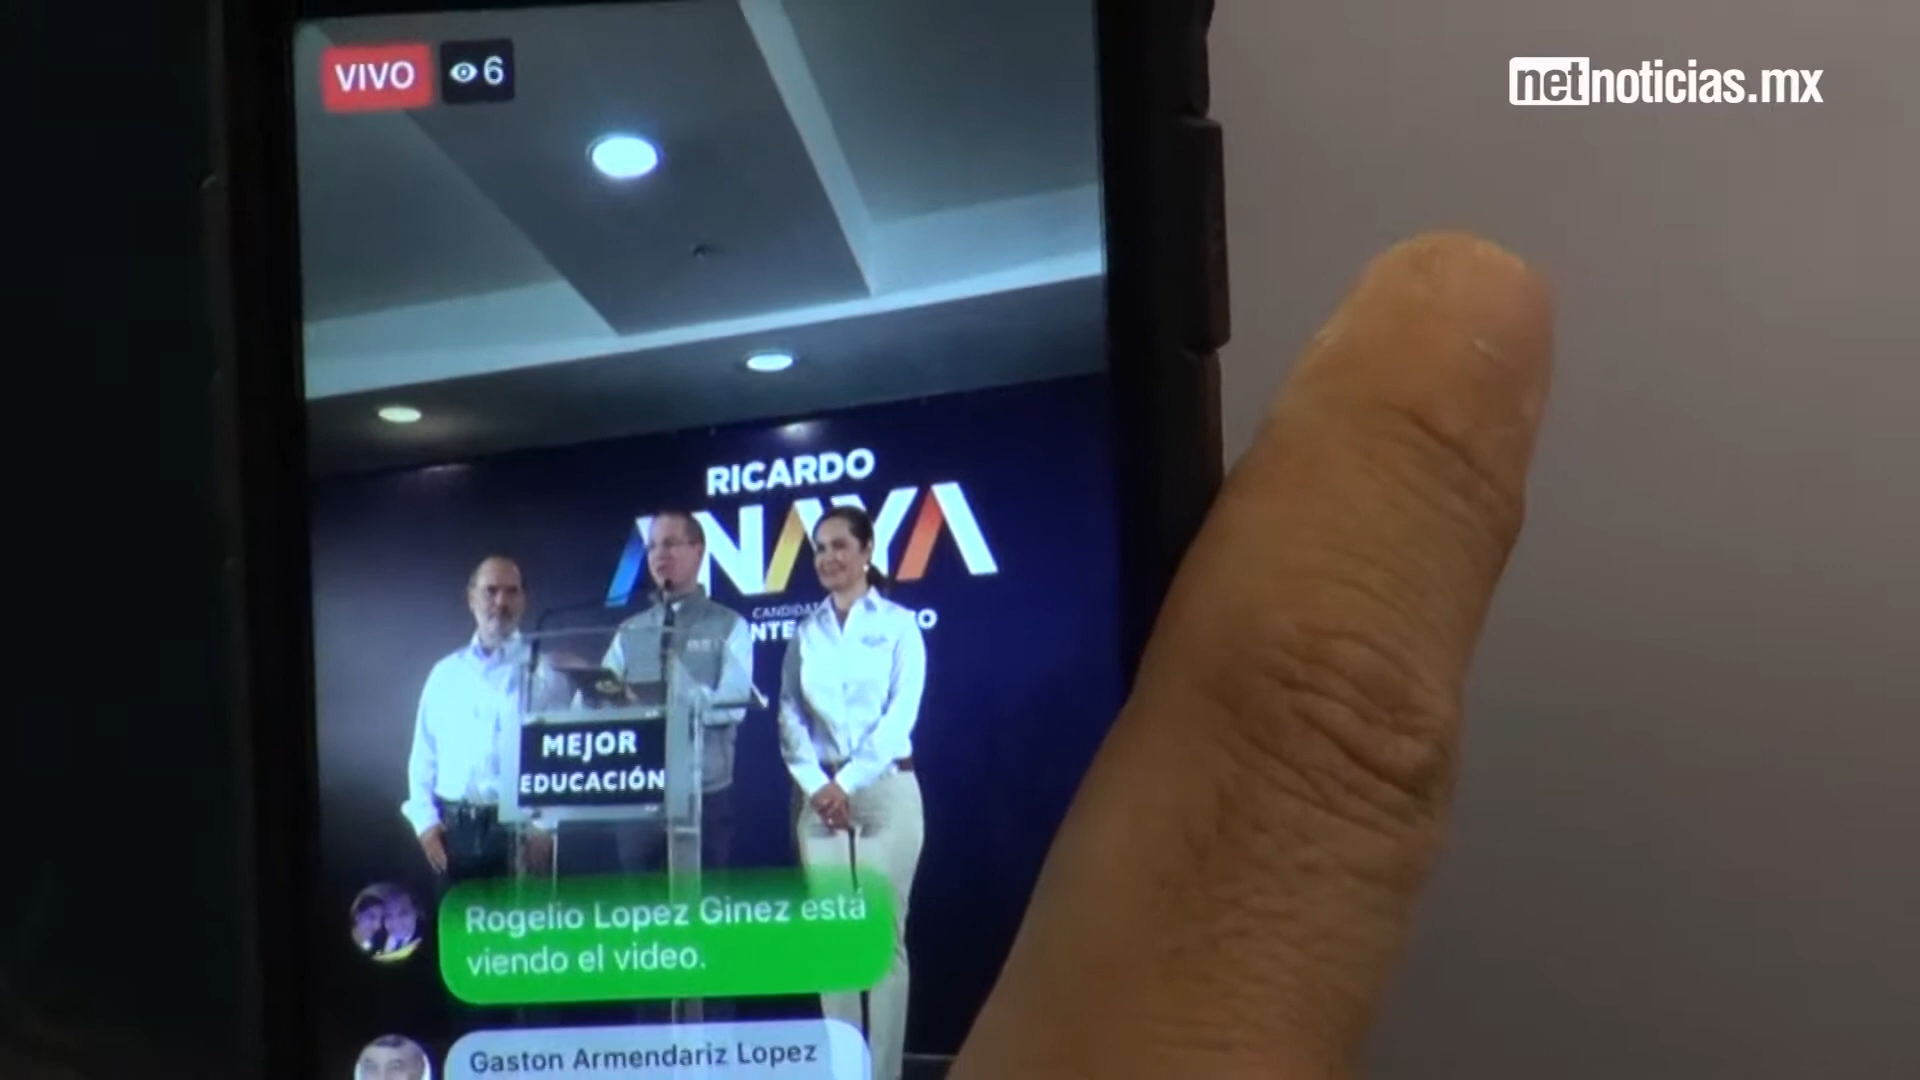 VIVO
6
netnoticias.mx
RICARDO
ANAYA
MEJOR
EDUCACIÓN
Rogelio Lopez Ginez está
viendo el video.
Gaston Armendariz Lopez